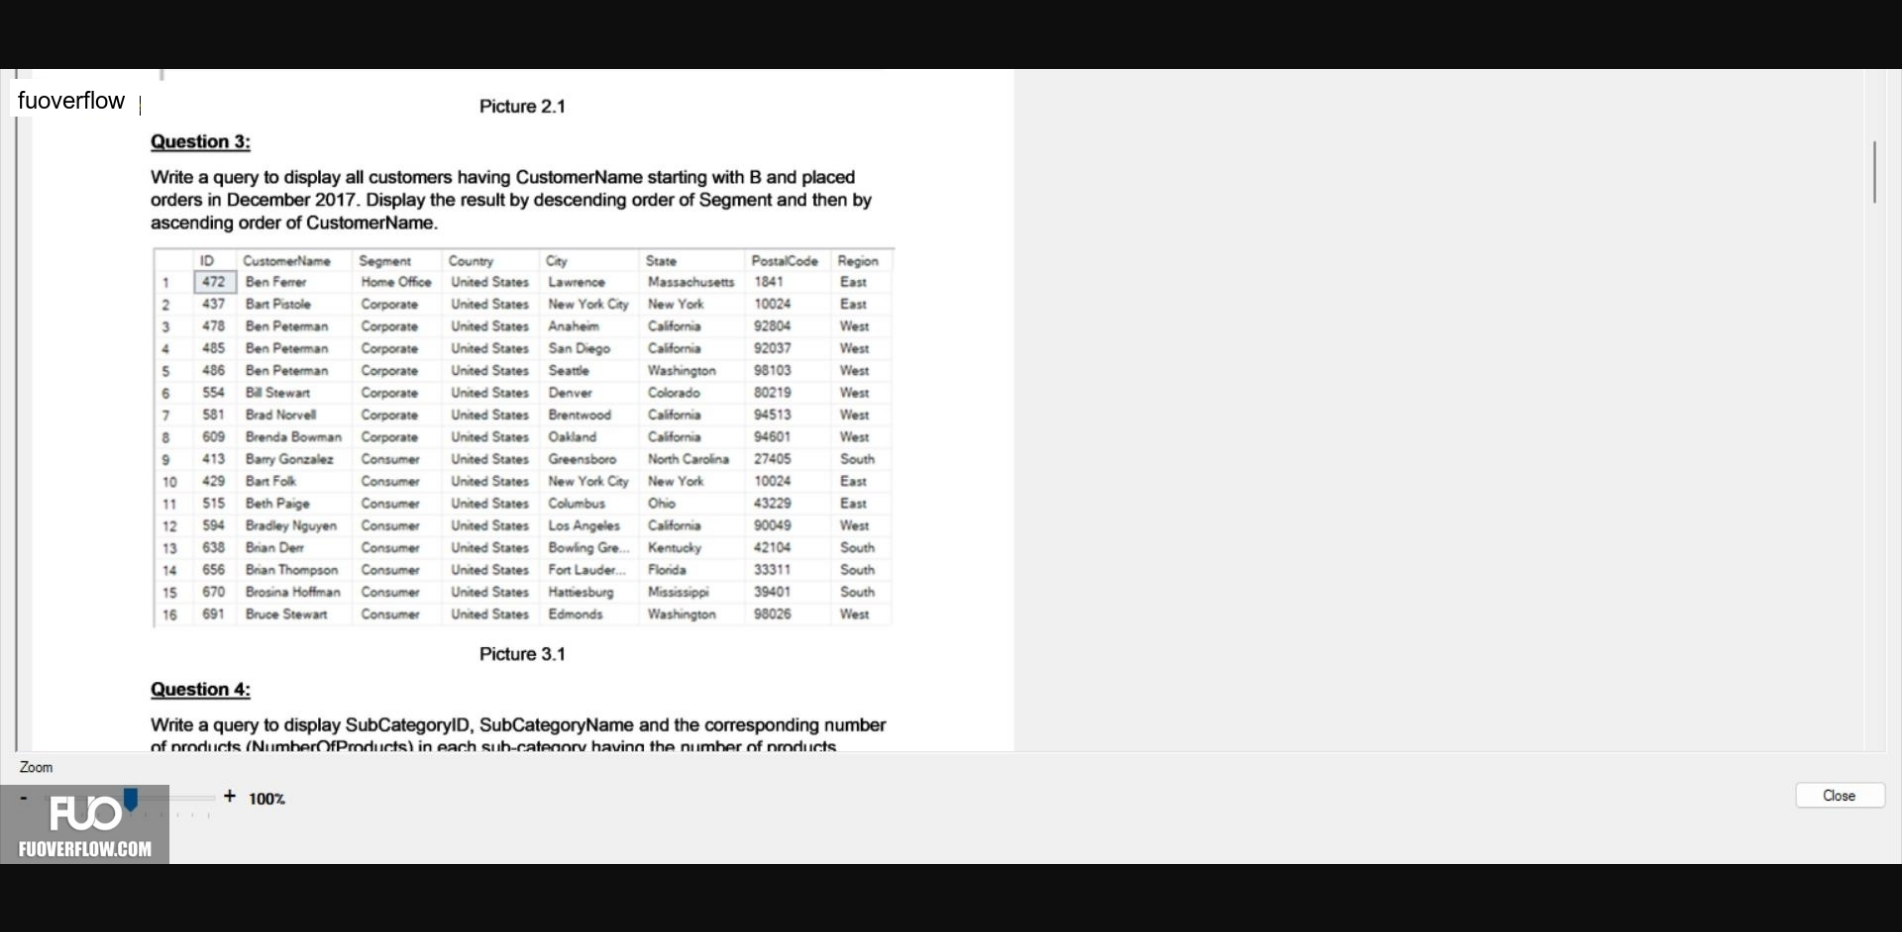 fuoverflow
Picture 2.1
Question 3:
Write a query to display all customers having CustomerName starting with B and placed
orders in December 2017. Display the result by descending order of Segment and then by
ascending order of CustomerName.
ID CustomerName Segment Country City State PostalCode Region
1 472 Ben Ferrer Home Office United States Lawrence Massachusetts 1841 East
2 437 Bart Pistole Corporate United States New York City New York 10024 East
3 478 Ben Peterman Corporate United States Anaheim California 92804 West
4 485 Ben Peterman Corporate United States San Diego California 92037 West
5 486 Ben Peterman Corporate United States Seattle Washington 98103 West
6 554 Bill Stewart Corporate United States Denver Colorado 80219 West
7 581 Brad Norvell Corporate United States Brentwood California 94513 West
8 609 Brenda Bowman Corporate United States Oakland California 94601 West
9 413 Barry Gonzalez Consumer United States Greensboro North Carolina 27405 South
10 429 Bart Folk Consumer United States New York City New York 10024 East
11 515 Beth Paige Consumer United States Columbus Ohio 43229 East
12 594 Bradley Nguyen Consumer United States Los Angeles California 90049 West
13 638 Brian Derr Consumer United States Bowling Gre... Kentucky 42104 South
14 656 Brian Thompson Consumer United States Fort Lauder... Florida 33311 South
15 670 Brosina Hoffman Consumer United States Hattiesburg Mississippi 39401 South
16 691 Bruce Stewart Consumer United States Edmonds Washington 98026 West
Picture 3.1
Question 4:
Write a query to display SubCategoryID, SubCategoryName and the corresponding number
of products (NumberOfProducts) in each sub-category having the number of products
Zoom
- + 100%
Close
FUO
FUOVERFLOW.COM